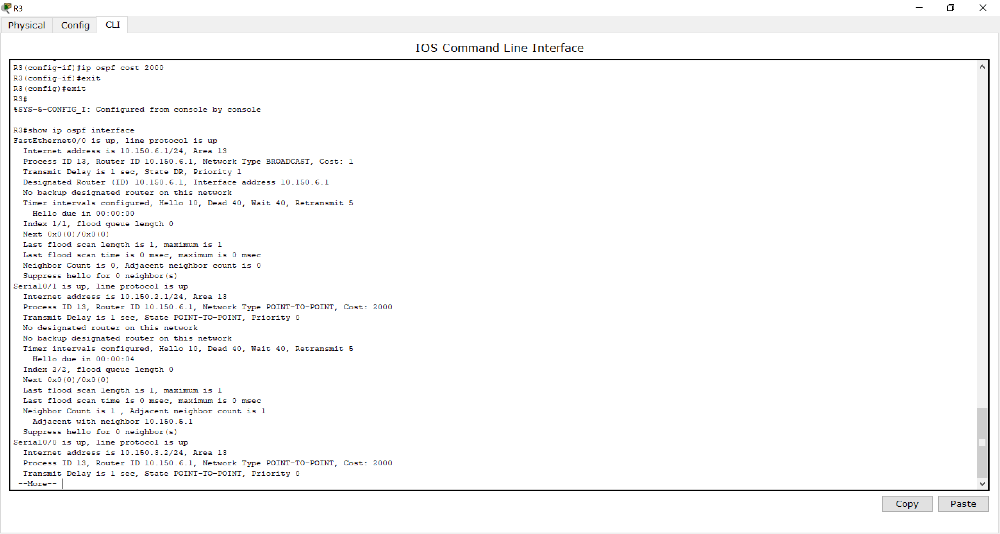 R3
Physical
Config
CLI
IOS Command Line Interface
R3(config-if)#ip ospf cost 2000
R3(config-if)#exit
R3(config)#exit
R3#
%SYS-5-CONFIG_I: Configured from console by console
R3#show ip ospf interface
FastEthernet0/0 is up, line protocol is up
Internet address is 10.150.6.1/24, Area 13
Process ID 13, Router ID 10.150.6.1, Network Type BROADCAST, Cost: 1
Transmit Delay is 1 sec, State DR, Priority 1
Designated Router (ID) 10.150.6.1, Interface address 10.150.6.1
No backup designated router on this network
Timer intervals configured, Hello 10, Dead 40, Wait 40, Retransmit 5
Hello due in 00:00:00
Index 1/1, flood queue length 0
Next 0x0(0)/0x0(0)
Last flood scan length is 1, maximum is 1
Last flood scan time is 0 msec, maximum is 0 msec
Neighbor Count is 0, Adjacent neighbor count is 0
Suppress hello for 0 neighbor(s)
Serial0/1 is up, line protocol is up
Internet address is 10.150.2.1/24, Area 13
Process ID 13, Router ID 10.150.6.1, Network Type POINT-TO-POINT, Cost: 2000
Transmit Delay is 1 sec, State POINT-TO-POINT, Priority 0
No designated router on this network
No backup designated router on this network
Timer intervals configured, Hello 10, Dead 40, Wait 40, Retransmit 5
Hello due in 00:00:04
Index 2/2, flood queue length 0
Next 0x0(0)/0x0(0)
Last flood scan length is 1, maximum is 1
Last flood scan time is 0 msec, maximum is 0 msec
Neighbor Count is 1 , Adjacent neighbor count is 1
Adjacent with neighbor 10.150.5.1
Suppress hello for 0 neighbor(s)
Serial0/0 is up, line protocol is up
Internet address is 10.150.3.2/24, Area 13
Process ID 13, Router ID 10.150.6.1, Network Type POINT-TO-POINT, Cost: 2000
Transmit Delay is 1 sec, State POINT-TO-POINT, Priority 0
--More--
Copy
Paste